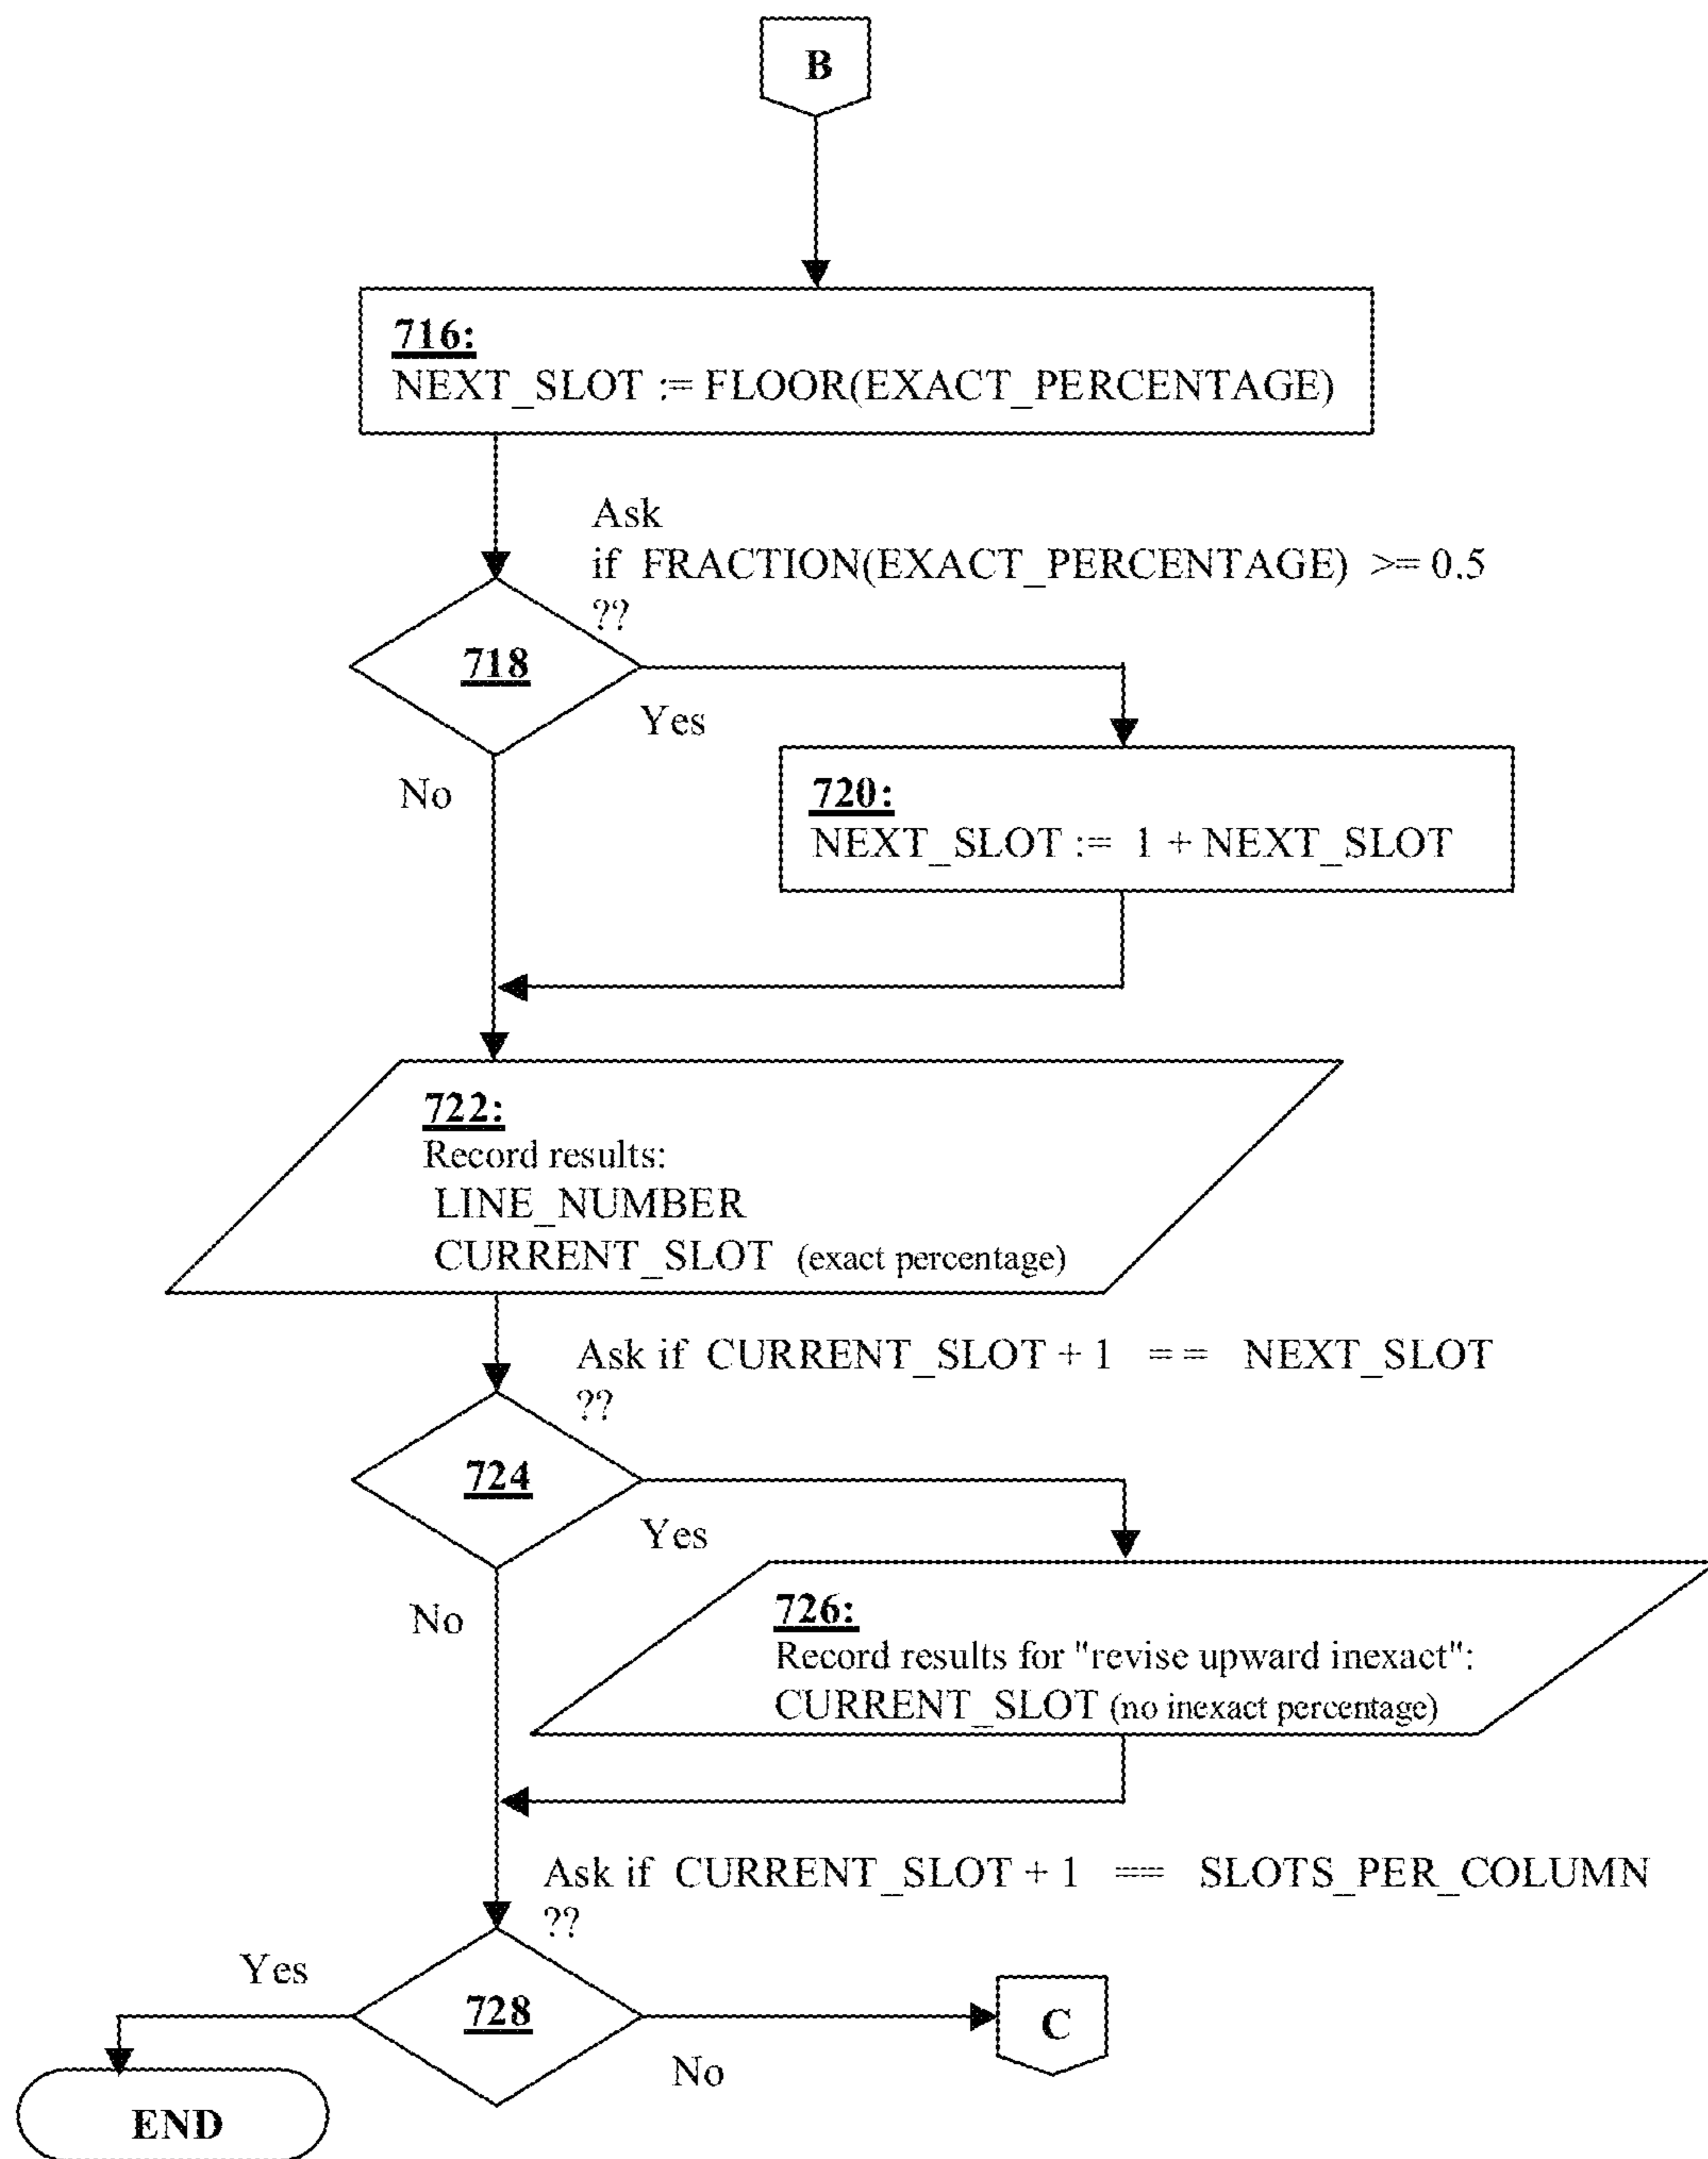 B
716:
NEXT_SLOT := FLOOR(EXACT_PERCENTAGE)
Ask
if FRACTION(EXACT_PERCENTAGE) >= 0.5
??
718
Yes
No
720:
NEXT_SLOT := 1 + NEXT_SLOT
722:
Record results:
LINE_NUMBER
CURRENT_SLOT (exact percentage)
Ask if CURRENT_SLOT + 1 == NEXT_SLOT
??
724
Yes
No
726:
Record results for "revise upward inexact":
CURRENT_SLOT (no inexact percentage)
Ask if CURRENT_SLOT + 1 == SLOTS_PER_COLUMN
??
Yes
728
C
No
END